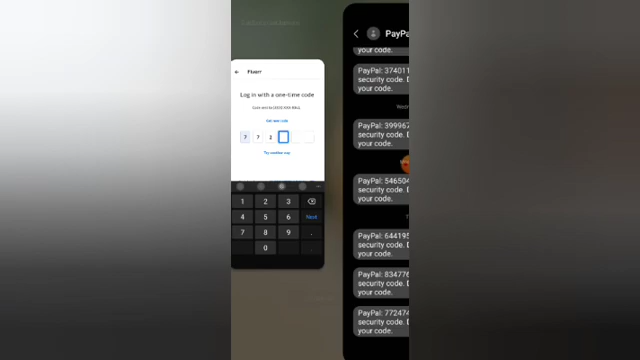 Fiverr
Log in with a one-time code
Get new code
7 7 2
Try another way
1 2 3
4 5 6 Next
7 8 9 .
0
PayPa
your code.
PayPal: 374011
security code. D
your code.
PayPal: 399967
security code. D
your code.
PayPal: 546504
security code. D
your code.
PayPal: 644195
security code. D
your code.
PayPal: 834776
security code. D
your code.
PayPal: 772474
security code. D
your code.